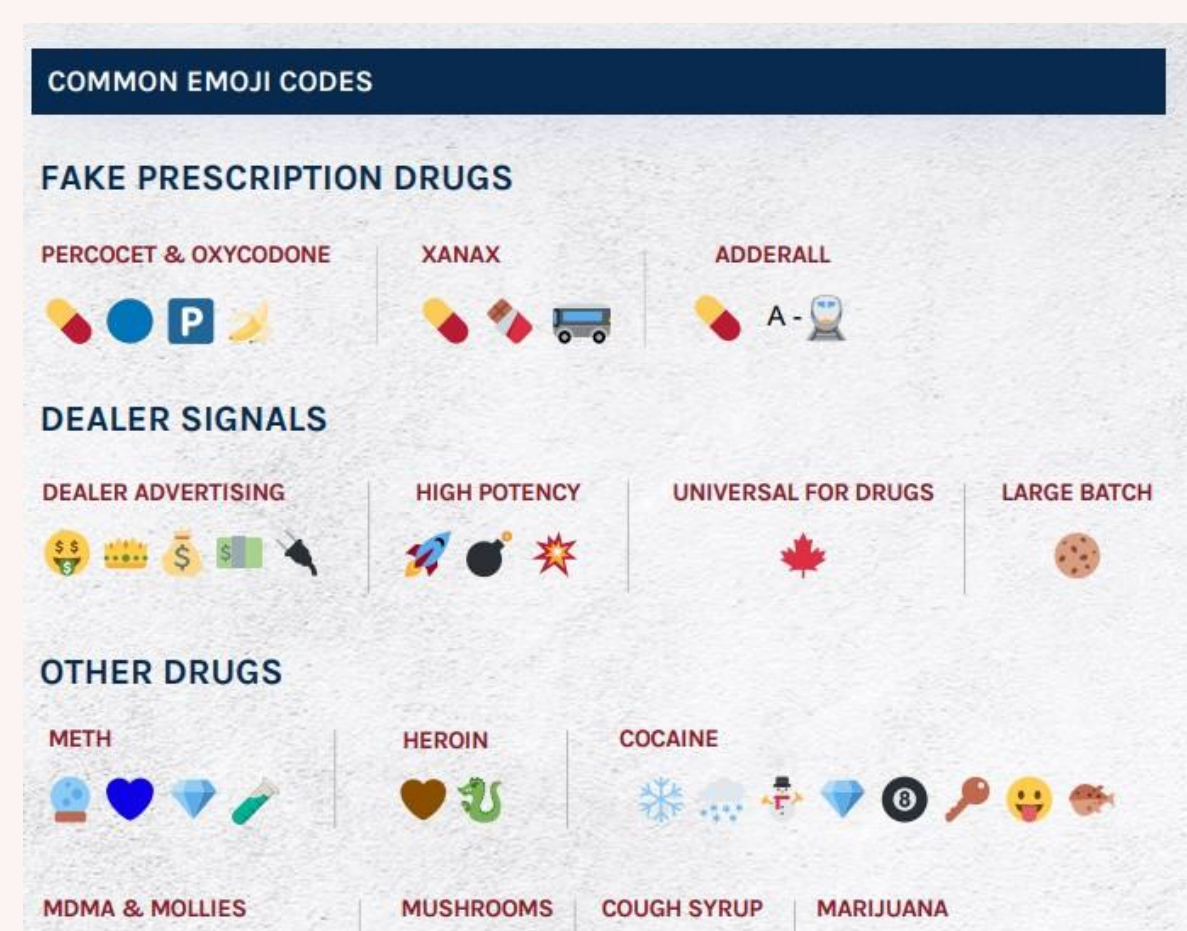 COMMON EMOJI CODES
FAKE PRESCRIPTION DRUGS
PERCOCET & OXYCODONE
XANAX
ADDERALL
P
A -
DEALER SIGNALS
DEALER ADVERTISING
HIGH POTENCY
UNIVERSAL FOR DRUGS
LARGE BATCH
$ $ $ $ $
OTHER DRUGS
METH
HEROIN
COCAINE
8
MDMA & MOLLIES
MUSHROOMS
COUGH SYRUP
MARIJUANA